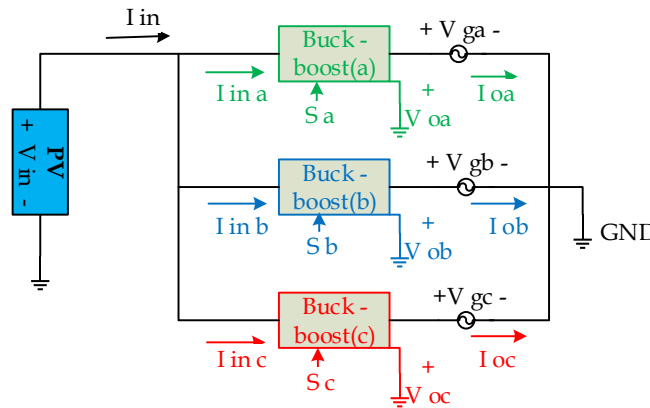 I in
Buck -
boost(a)
+ V ga -
I in a
S a
+
V oa
I oa
PV
+ V in -
Buck -
boost(b)
+ V gb -
I in b
S b
+
V ob
I ob
GND
Buck -
boost(c)
+V gc -
I in c
S c
+
V oc
I oc